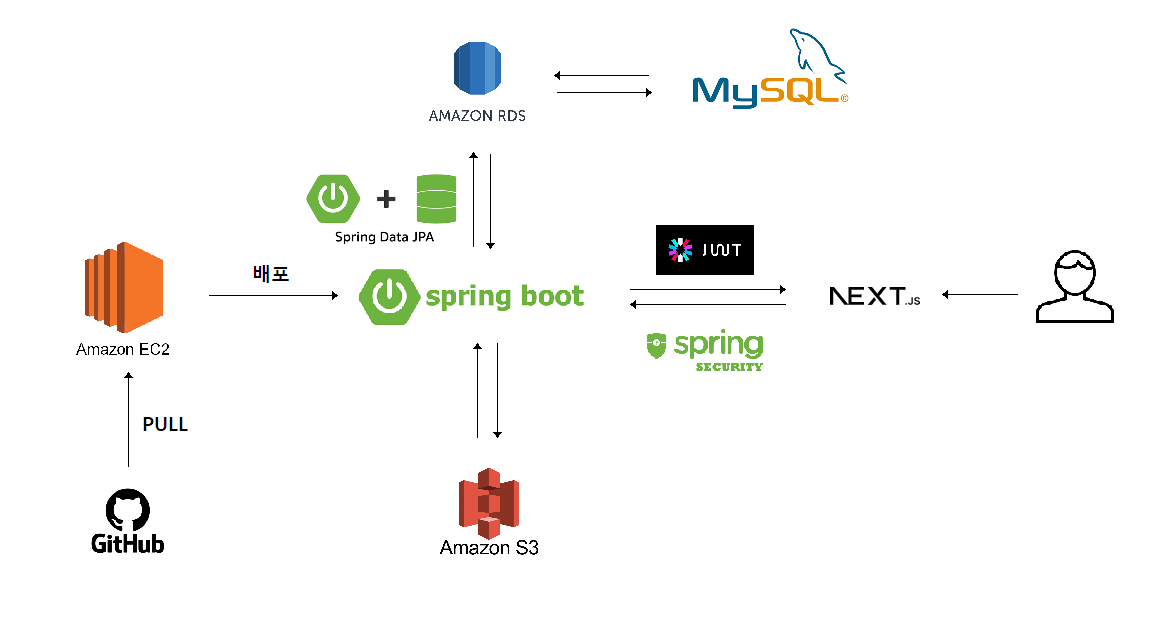 MySQL®
AMAZON RDS
+
Spring Data JPA
JWT
배포
spring boot
NEXT.JS
spring
SECURITY
Amazon EC2
PULL
GitHub
Amazon S3